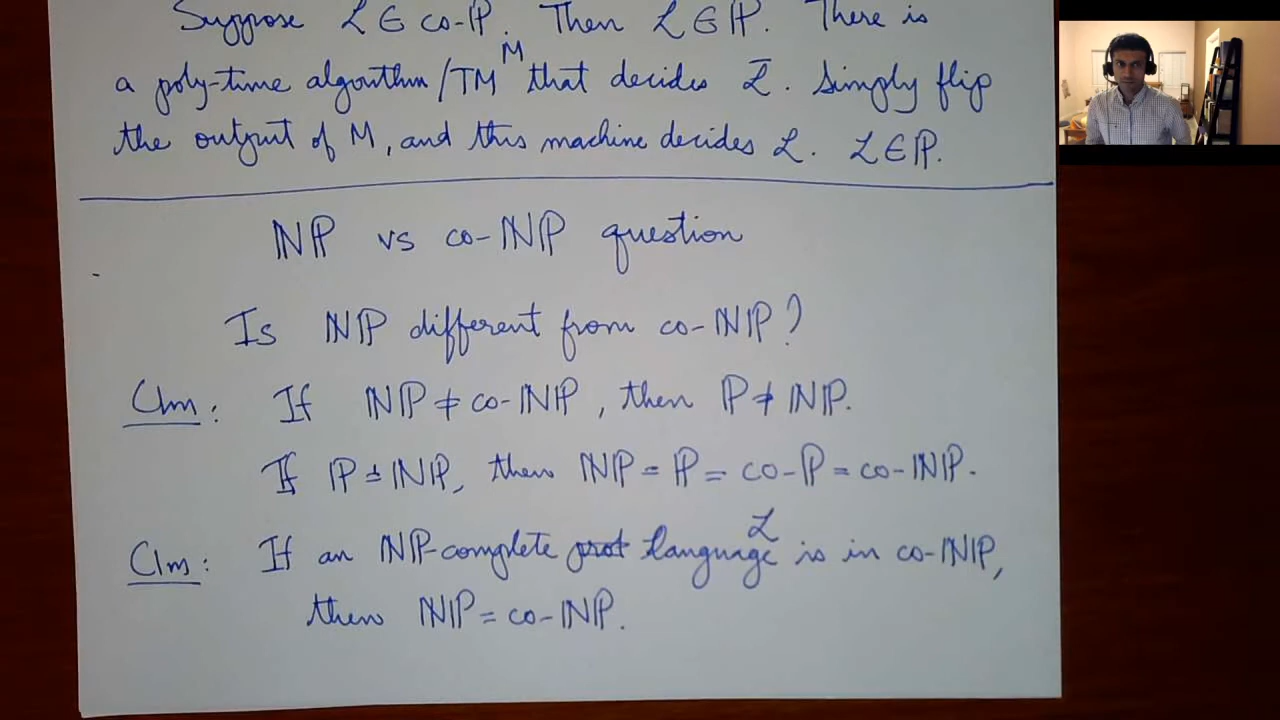 Suppose L ∈ co-P. Then L̄ ∈ P. There is
a poly-time algorithm/TM M that decides L̄. Simply flip
the output of M, and this machine decides L. L ∈ P.
NP vs co-NP question
Is NP different from co-NP?
Clm: If NP ≠ co-NP, then P ≠ NP.
If P = NP, then NP = P = co-P = co-NP.
Clm: If an NP-complete language L is in co-NP,
then NP = co-NP.